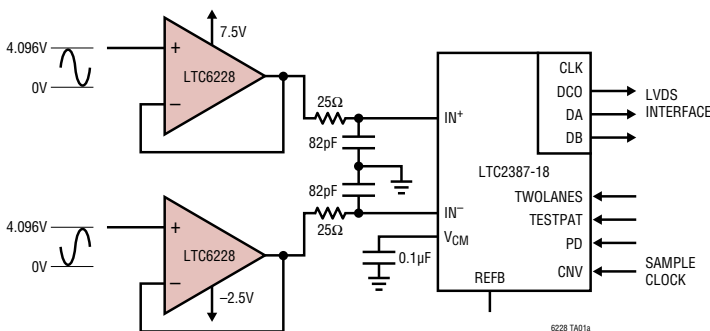 7.5V
4.096V
0V
+
–
LTC6228
25Ω
82pF
82pF
25Ω
4.096V
0V
+
–
LTC6228
–2.5V
0.1µF
IN+
IN–
VCM
REFB
LTC2387-18
CLK
DCO
DA
DB
LVDS
INTERFACE
TWOLANES
TESTPAT
PD
CNV
SAMPLE
CLOCK
6228 TA01a